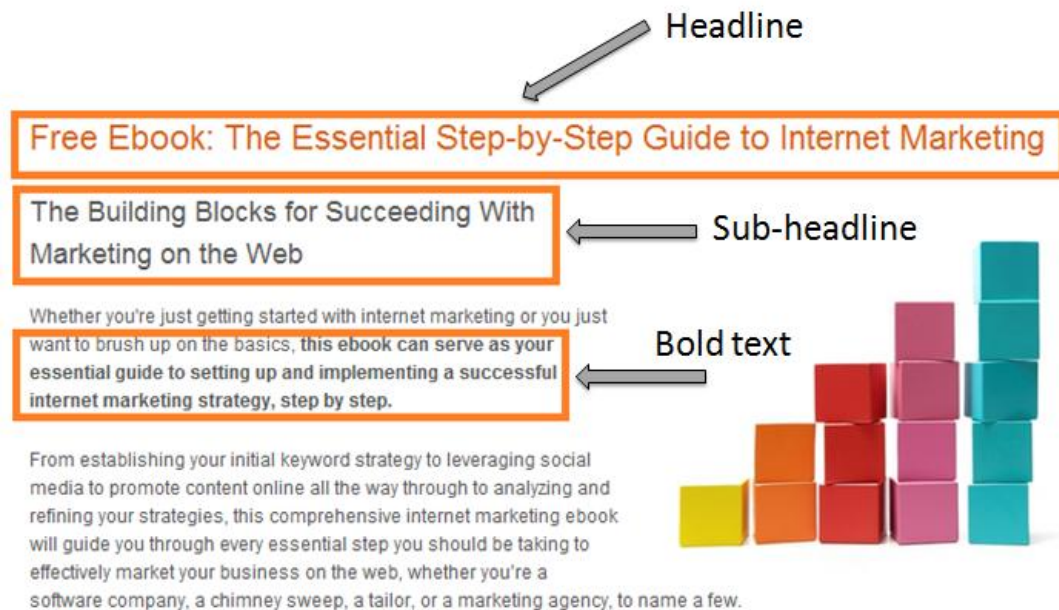 Headline
Free Ebook: The Essential Step-by-Step Guide to Internet Marketing
The Building Blocks for Succeeding With
Marketing on the Web
Sub-headline
Whether you're just getting started with internet marketing or you just
want to brush up on the basics, this ebook can serve as your
essential guide to setting up and implementing a successful
internet marketing strategy, step by step.
Bold text
From establishing your initial keyword strategy to leveraging social
media to promote content online all the way through to analyzing and
refining your strategies, this comprehensive internet marketing ebook
will guide you through every essential step you should be taking to
effectively market your business on the web, whether you're a
software company, a chimney sweep, a tailor, or a marketing agency, to name a few.